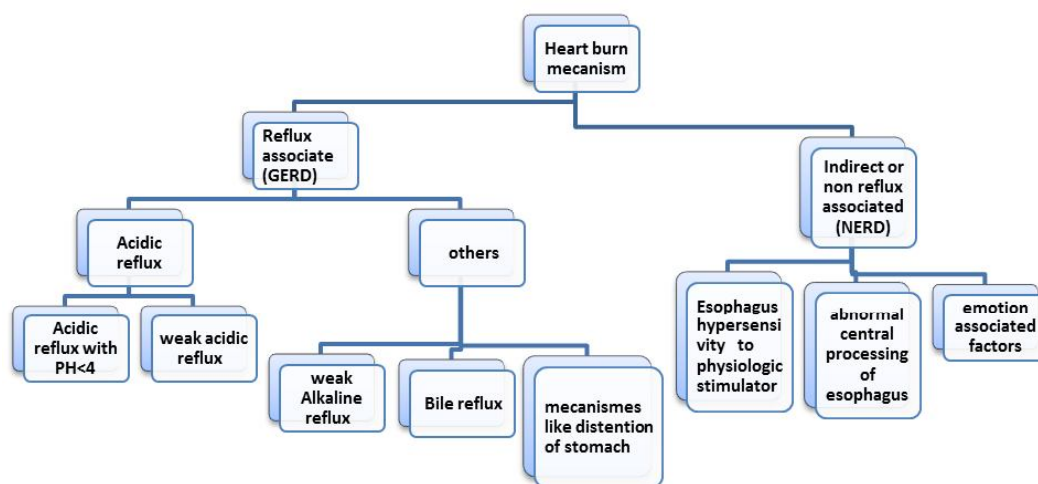 Heart burn
mecanism
Reflux
associate
(GERD)
Indirect or
non reflux
associated
(NERD)
Acidic
reflux
others
Acidic
reflux with
PH<4
weak acidic
reflux
weak
Alkaline
reflux
Bile reflux
mecanismes
like distention
of stomach
Esophagus
hypersensi
vity to
physiologic
stimulator
abnormal
central
processing
of
esophagus
emotion
associated
factors